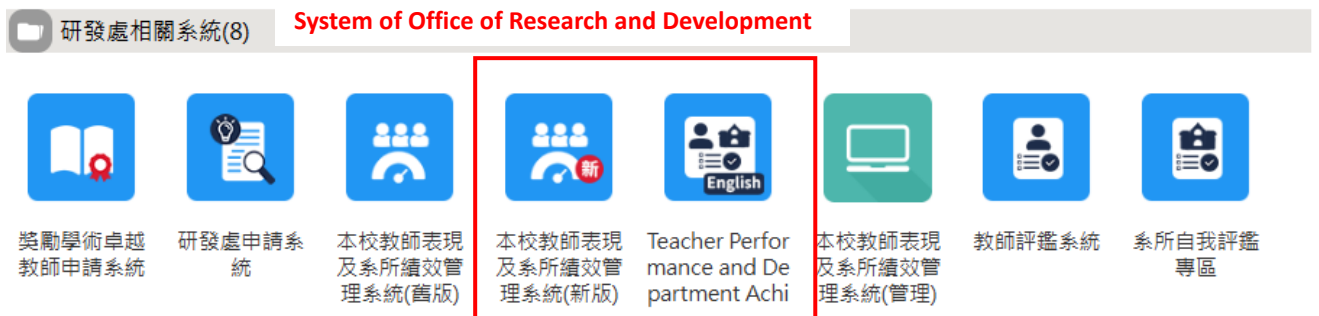 研發處相關系統(8)
System of Office of Research and Development
新
English
獎勵學術卓越
教師申請系統
研發處申請系
統
本校教師表現
及系所績效管
理系統(舊版)
本校教師表現
及系所績效管
理系統(新版)
Teacher Perfor
mance and De
partment Achi
本校教師表現
及系所績效管
理系統(管理)
教師評鑑系統
系所自我評鑑
專區